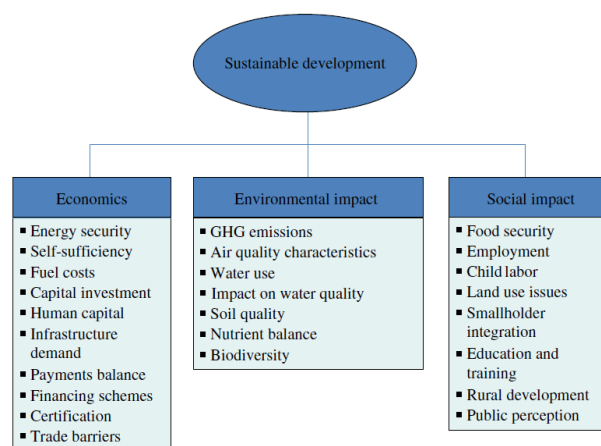 Sustainable development
Economics
■ Energy security
■ Self-sufficiency
■ Fuel costs
■ Capital investment
■ Human capital
■ Infrastructure
demand
■ Payments balance
■ Financing schemes
■ Certification
■ Trade barriers
Environmental impact
■ GHG emissions
■ Air quality characteristics
■ Water use
■ Impact on water quality
■ Soil quality
■ Nutrient balance
■ Biodiversity
Social impact
■ Food security
■ Employment
■ Child labor
■ Land use issues
■ Smallholder
integration
■ Education and
training
■ Rural development
■ Public perception